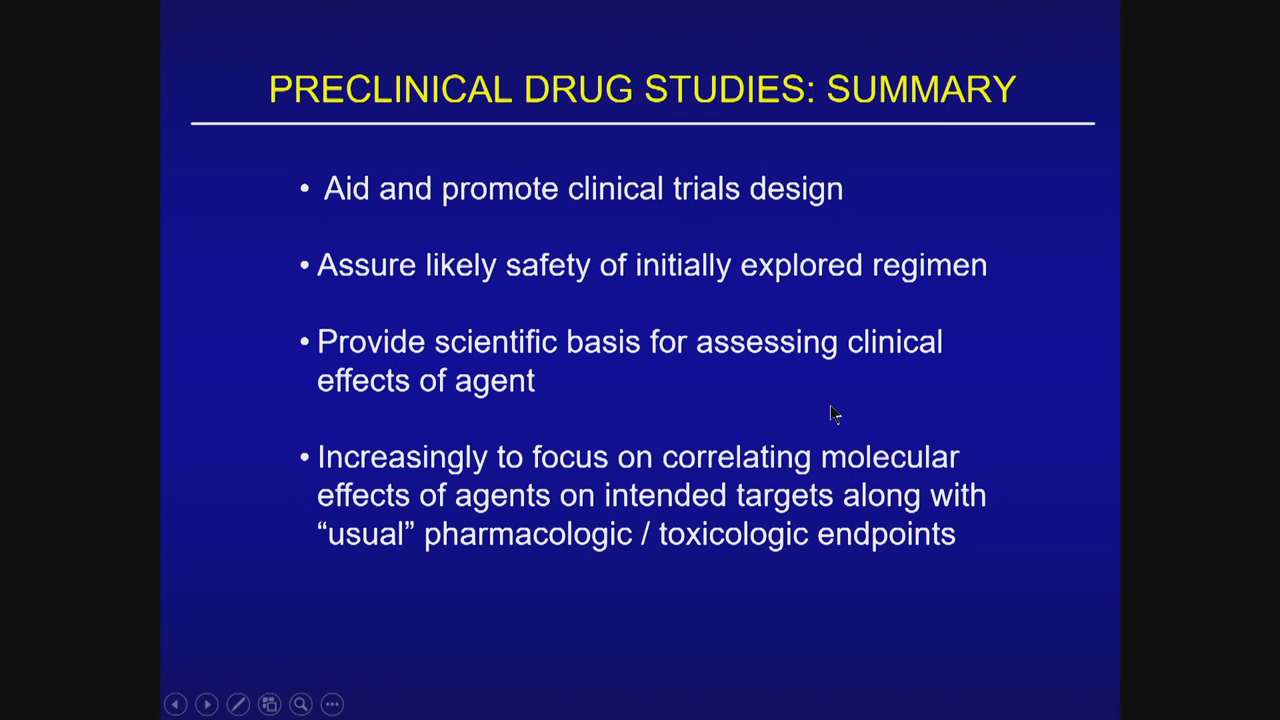 PRECLINICAL DRUG STUDIES: SUMMARY
• Aid and promote clinical trials design
• Assure likely safety of initially explored regimen
• Provide scientific basis for assessing clinical
effects of agent
• Increasingly to focus on correlating molecular
effects of agents on intended targets along with
“usual” pharmacologic / toxicologic endpoints